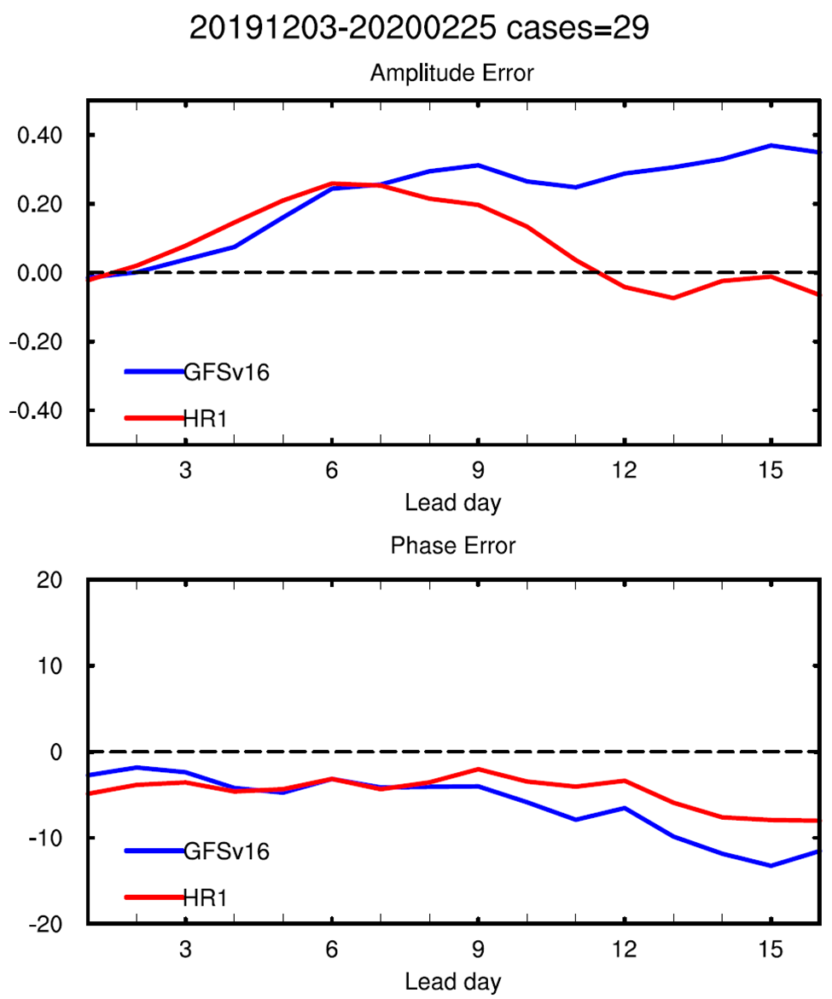 20191203-20200225 cases=29
Amplitude Error
0.40
0.20
0.00
-0.20
-0.40
GFSv16
HR1
3 6 9 12 15
Lead day
Phase Error
20
10
0
-10
-20
GFSv16
HR1
3 6 9 12 15
Lead day